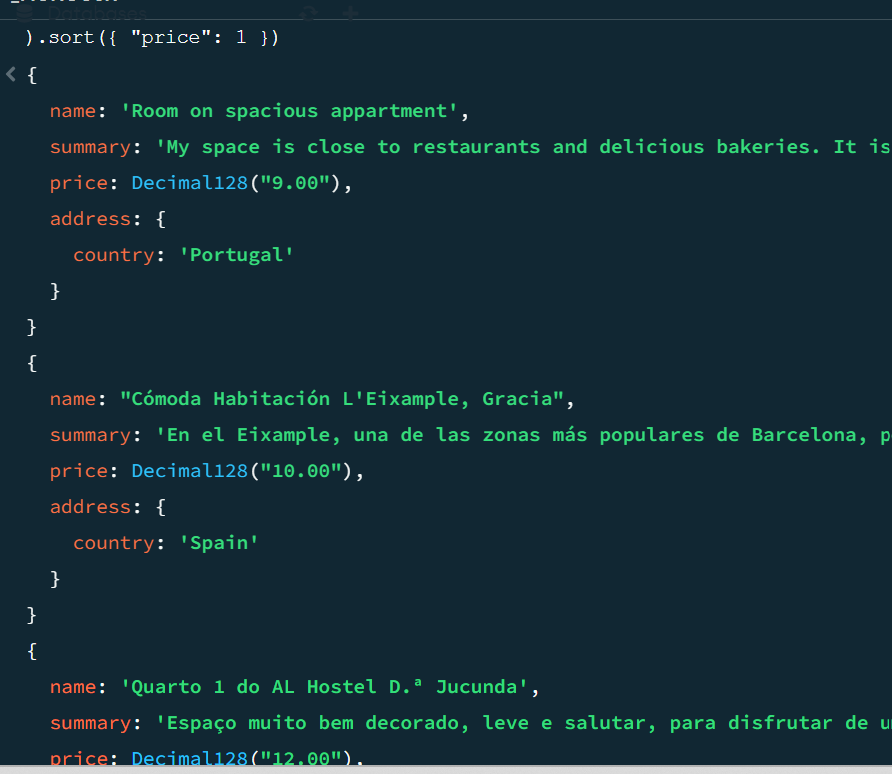 Databases
).sort({ "price": 1 })
{
name: 'Room on spacious appartment',
summary: 'My space is close to restaurants and delicious bakeries. It is
price: Decimal128("9.00"),
address: {
country: 'Portugal'
}
}
{
name: "Cómoda Habitación L'Eixample, Gracia",
summary: 'En el Eixample, una de las zonas más populares de Barcelona,
price: Decimal128("10.00"),
address: {
country: 'Spain'
}
}
{
name: 'Quarto 1 do AL Hostel D.ª Jucunda',
summary: 'Espaço muito bem decorado, leve e salutar, para disfrutar de
price: Decimal128("12.00"),